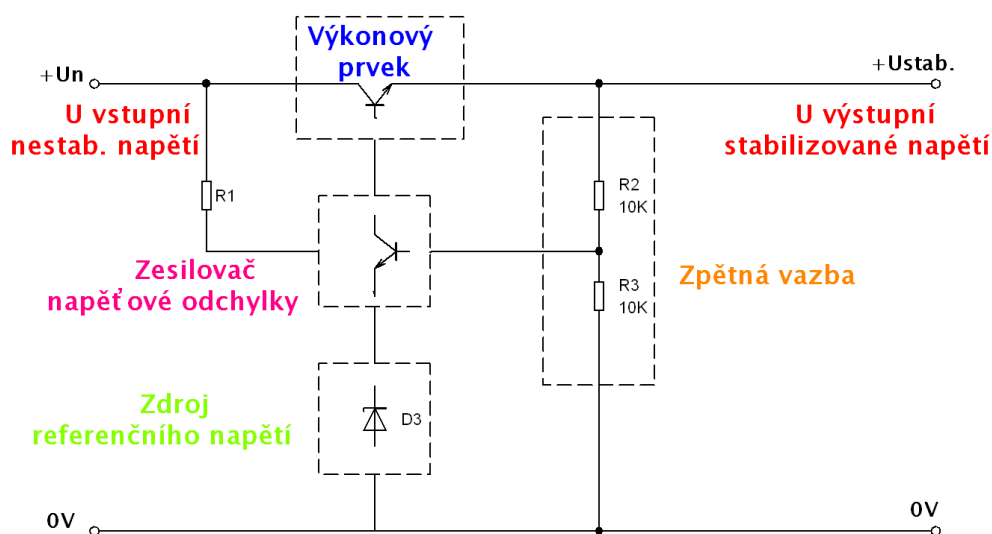 Výkonový
prvek
+Un
+Ustab.
U vstupní
nestab. napětí
U výstupní
stabilizované napětí
R1
R2
10K
Zesilovač
napěťové odchylky
Zpětná vazba
R3
10K
Zdroj
referenčního napětí
D3
0V
0V